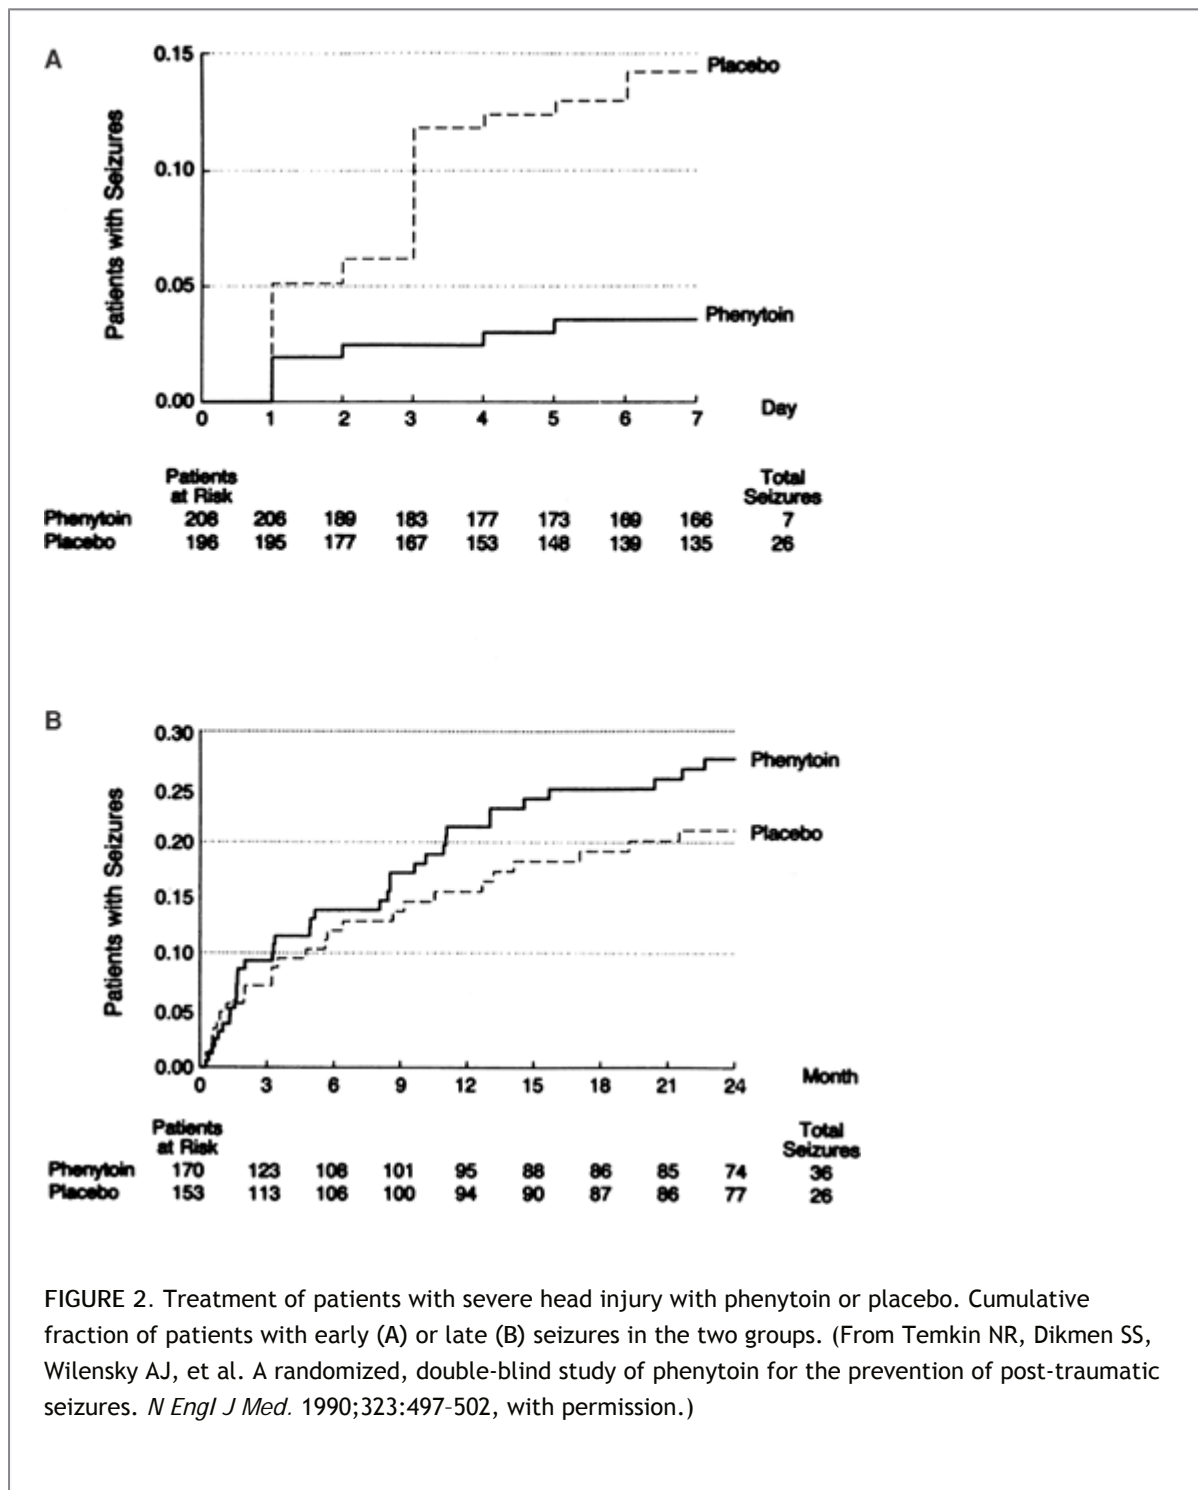 A
0.15
Placebo
Patients with Seizures
0.10
0.05
Phenytoin
0.00
0 1 2 3 4 5 6 7 Day
Patients at Risk
Total Seizures
Phenytoin 208 206 189 183 177 173 169 166 7
Placebo 196 195 177 167 153 148 139 135 26
B
0.30
Phenytoin
0.25
Placebo
0.20
Patients with Seizures
0.15
0.10
0.05
0.00
0 3 6 9 12 15 18 21 24 Month
Patients at Risk
Total Seizures
Phenytoin 170 123 108 101 95 88 86 85 74 36
Placebo 153 113 106 100 94 90 87 86 77 26
FIGURE 2. Treatment of patients with severe head injury with phenytoin or placebo. Cumulative
fraction of patients with early (A) or late (B) seizures in the two groups. (From Temkin NR, Dikmen SS,
Wilensky AJ, et al. A randomized, double-blind study of phenytoin for the prevention of post-traumatic
seizures. N Engl J Med. 1990;323:497-502, with permission.)